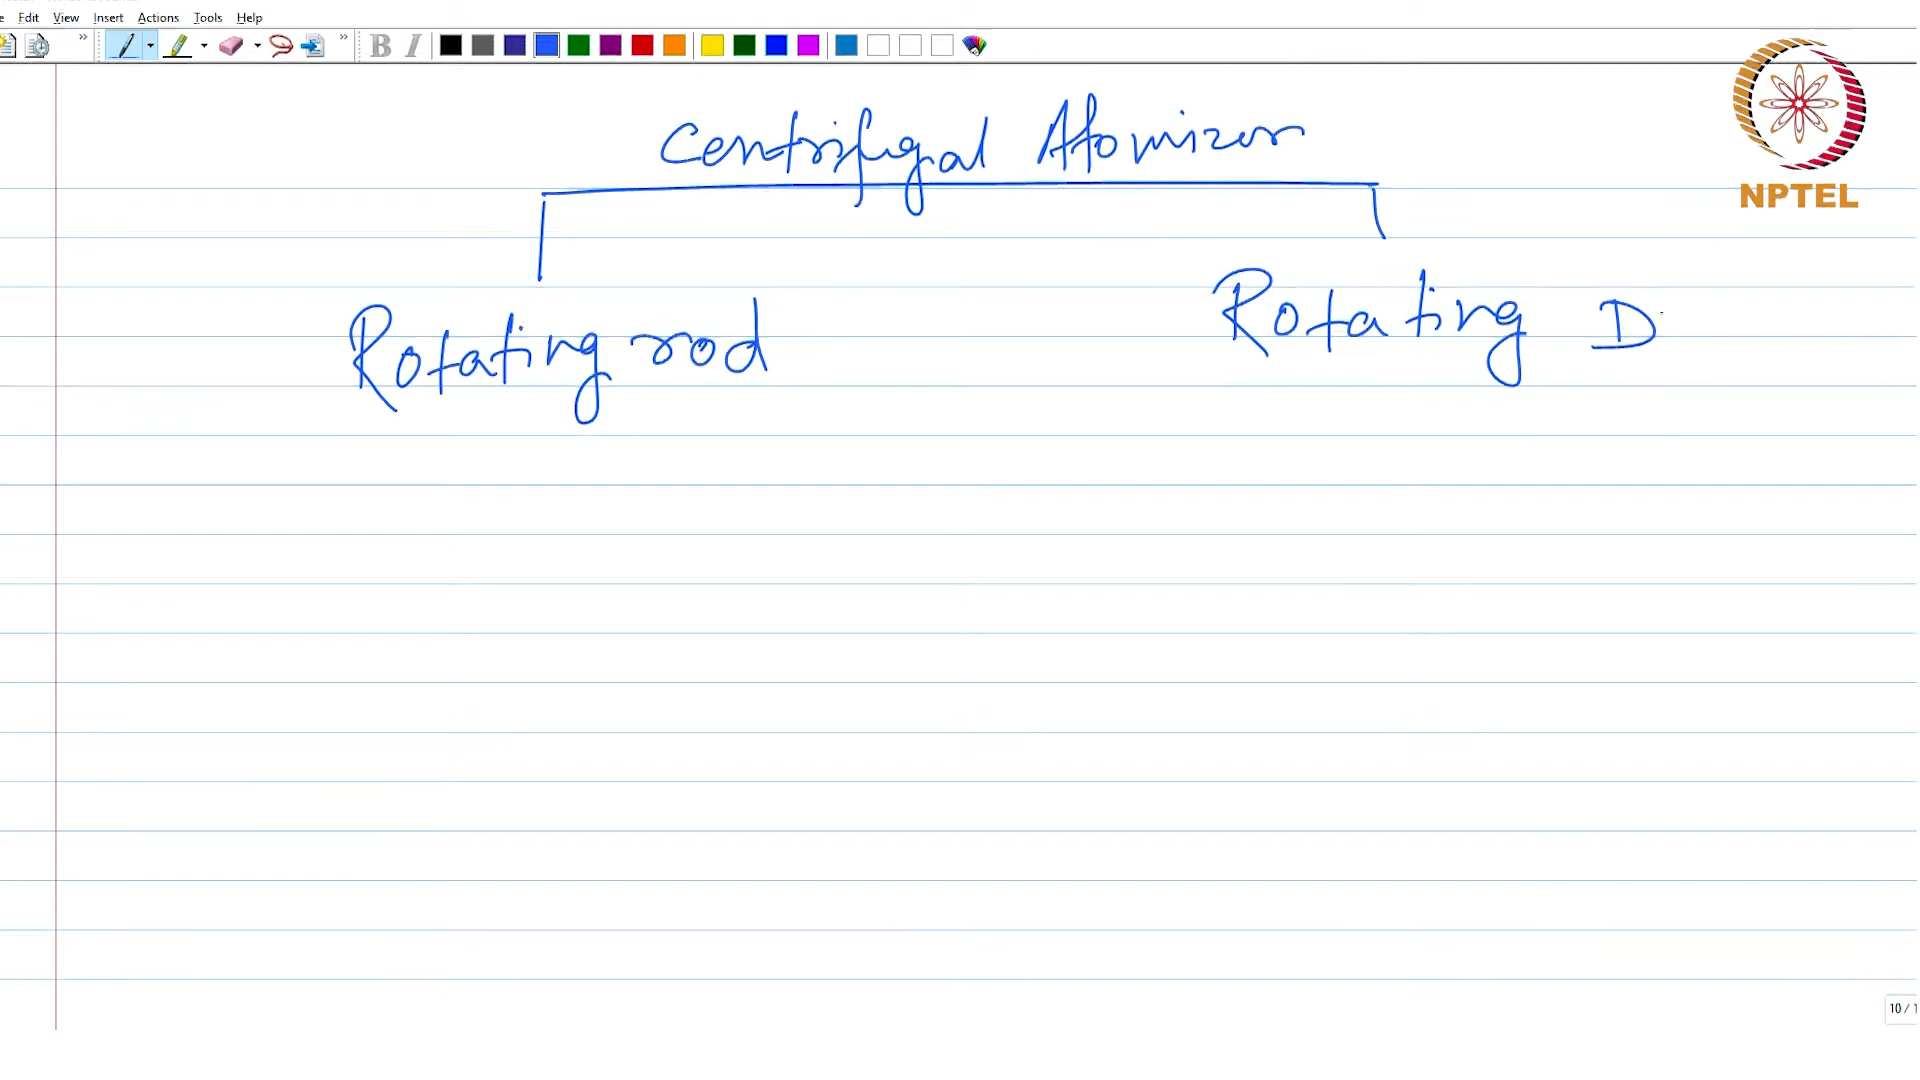 Edit View Insert Actions Tools Help
B I
NPTEL
Centrifugal Atomizer
Rotating rod
Rotating D
10 / 1